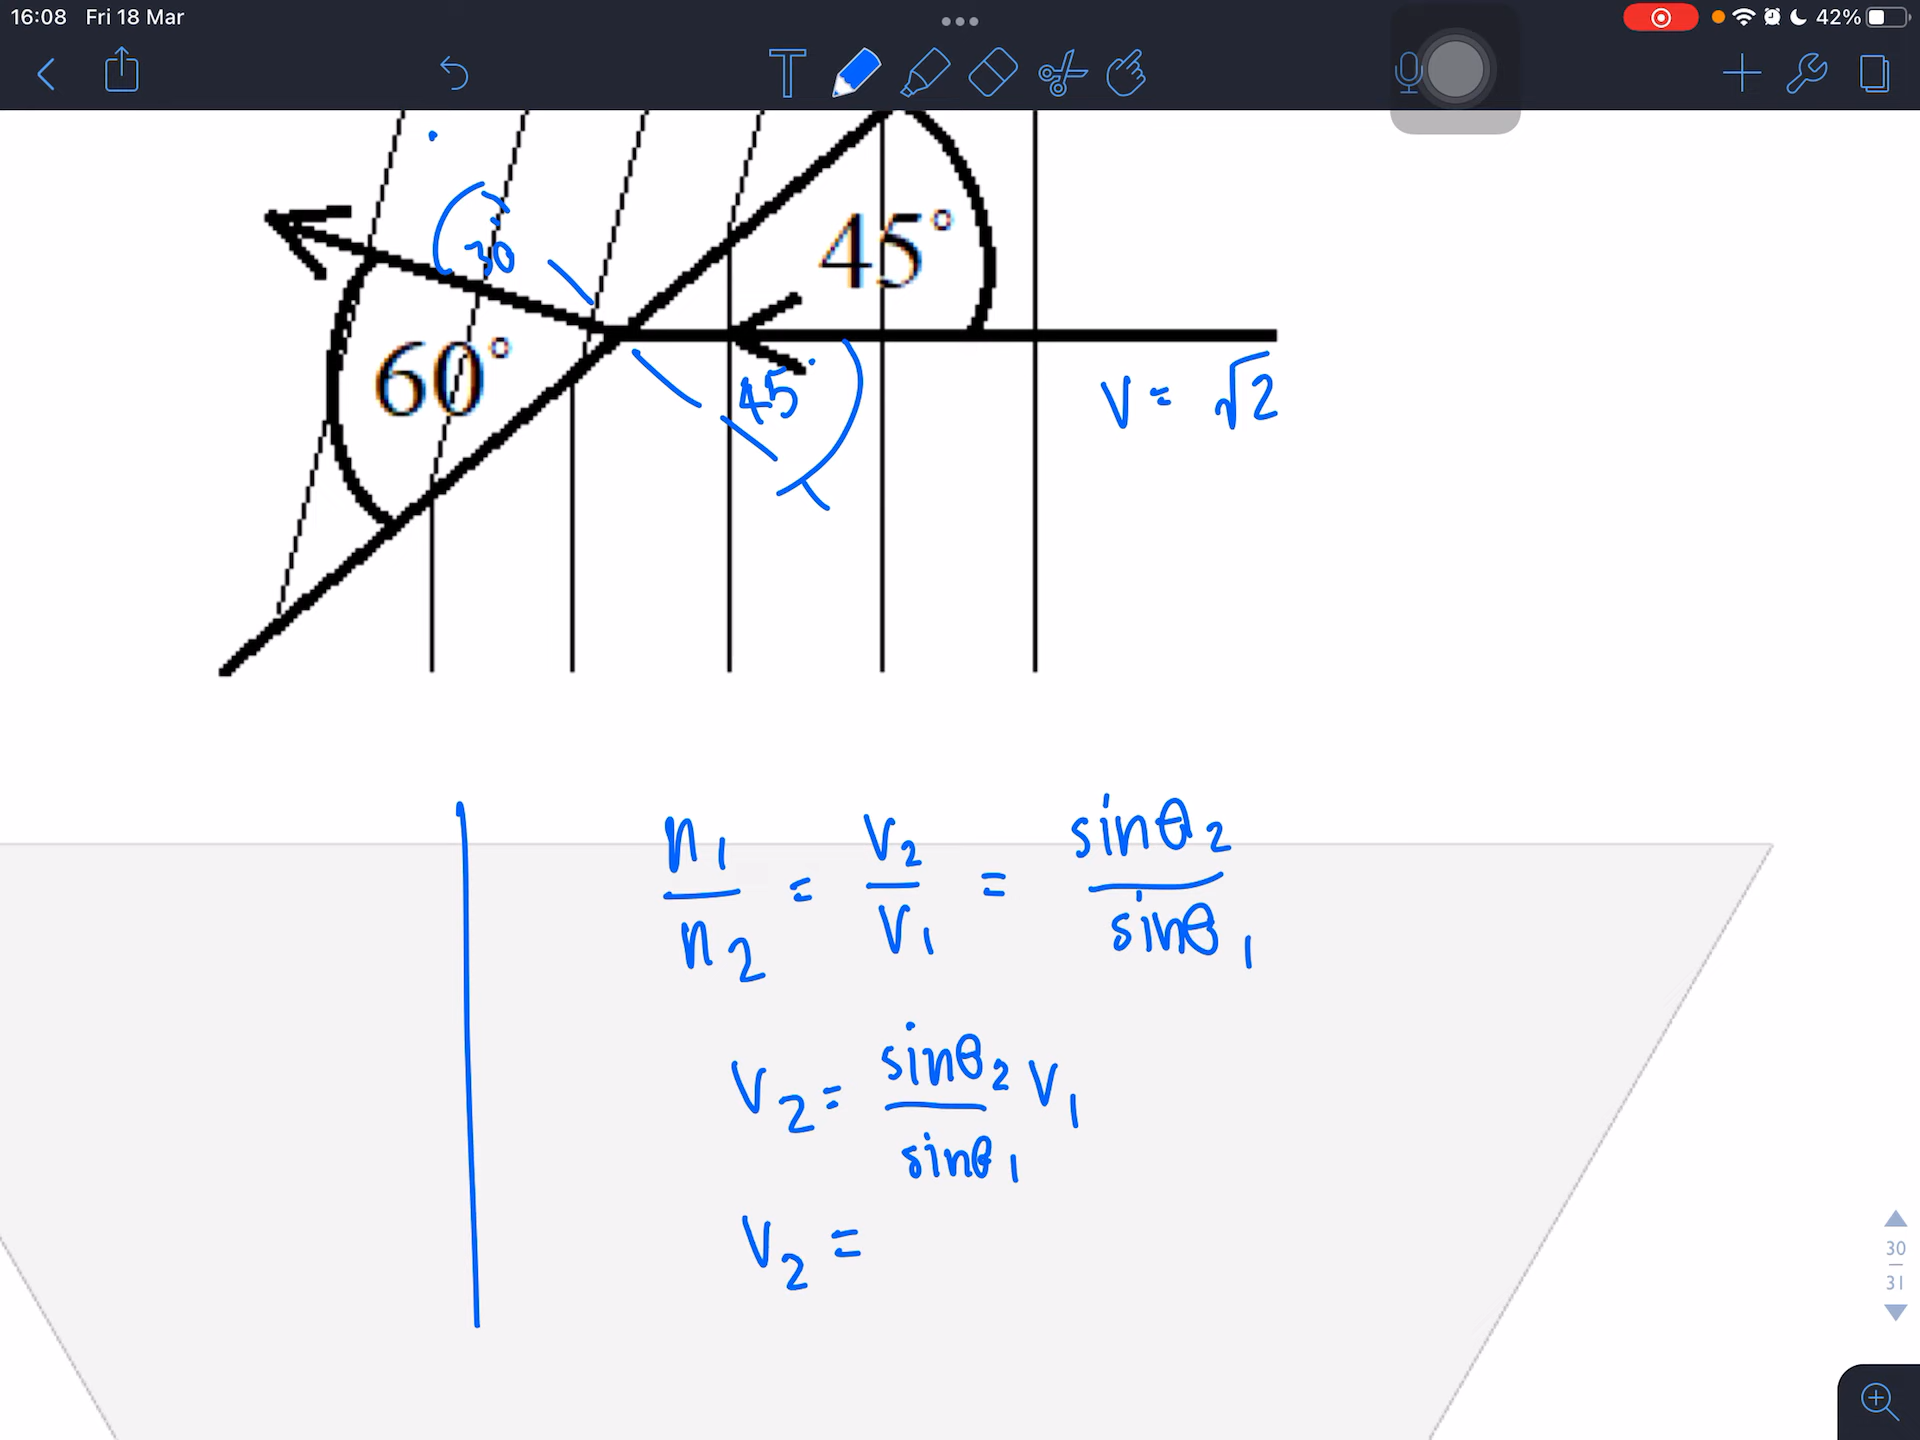 16:08 Fri 18 Mar
42%
T
30°
45°
60°
45°
V = √2
n₁/n₂ = V₂/V₁ = sinθ₂/sinθ₁
V₂ = sinθ₂/sinθ₁ V₁
V₂ =
30
31